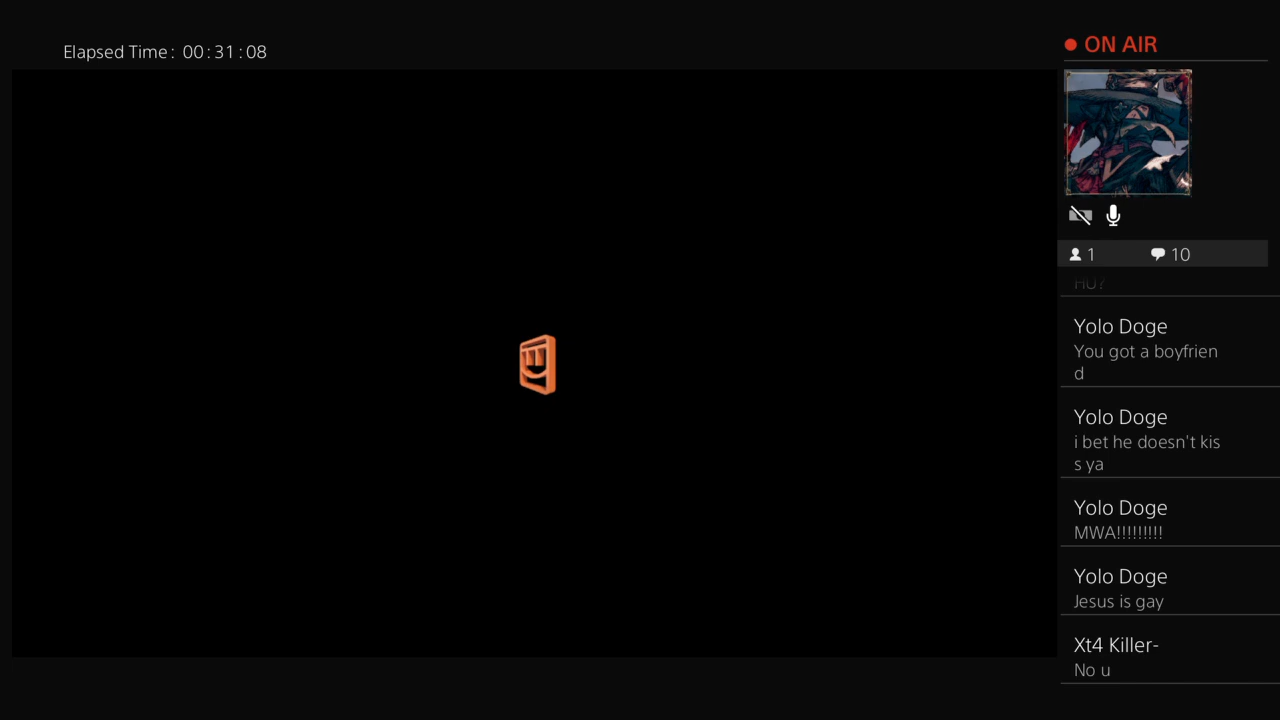 Elapsed Time: 00:31:08
ON AIR
1 10
HU?
Yolo Doge
You got a boyfrien
d
Yolo Doge
i bet he doesn't kis
s ya
Yolo Doge
MWA!!!!!!!!!
Yolo Doge
Jesus is gay
Xt4 Killer-
No u